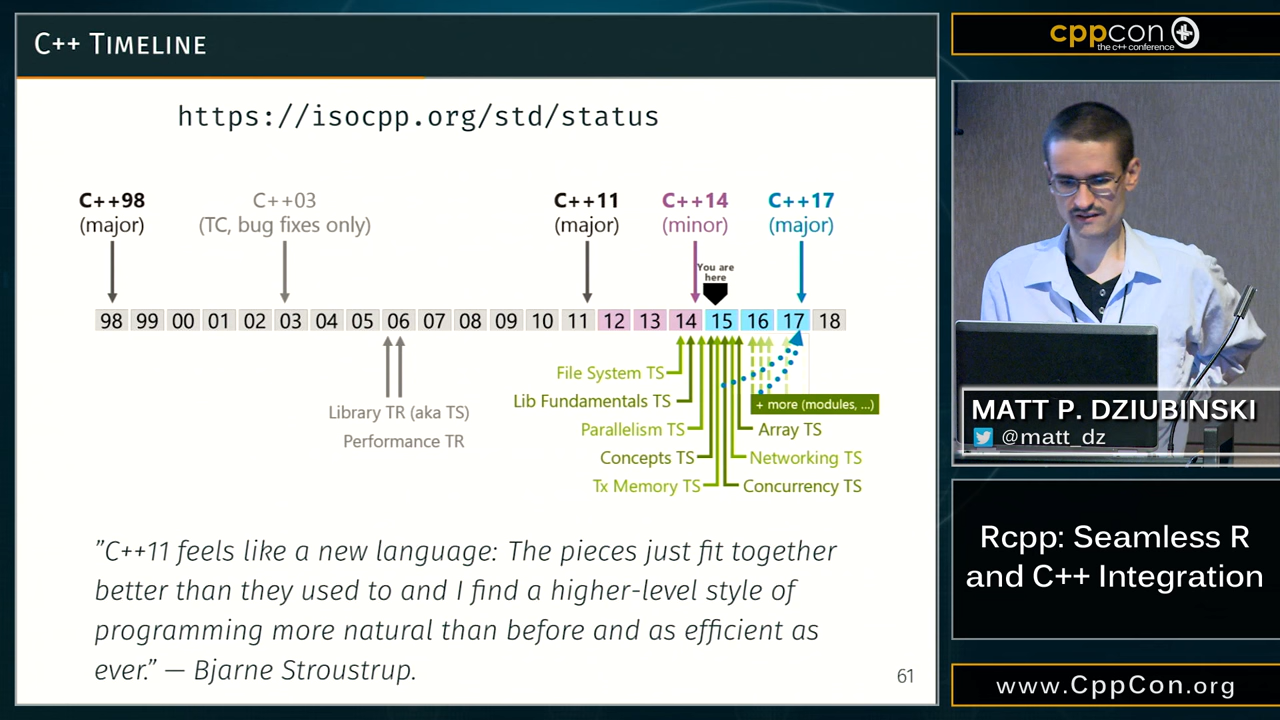 C++ TIMELINE
https://isocpp.org/std/status
C++98
(major)
C++03
(TC, bug fixes only)
C++11
(major)
C++14
(minor)
C++17
(major)
You are
here
98 99 00 01 02 03 04 05 06 07 08 09 10 11 12 13 14 15 16 17 18
File System TS
Lib Fundamentals TS
Parallelism TS
Concepts TS
Tx Memory TS
+ more (modules, ...)
Array TS
Networking TS
Concurrency TS
Library TR (aka TS)
Performance TR
”C++11 feels like a new language: The pieces just fit together
better than they used to and I find a higher-level style of
programming more natural than before and as efficient as
ever.” — Bjarne Stroustrup.
61
cppcon
the c++ conference
MATT P. DZIUBINSKI
@matt_dz
Rcpp: Seamless R
and C++ Integration
www.CppCon.org